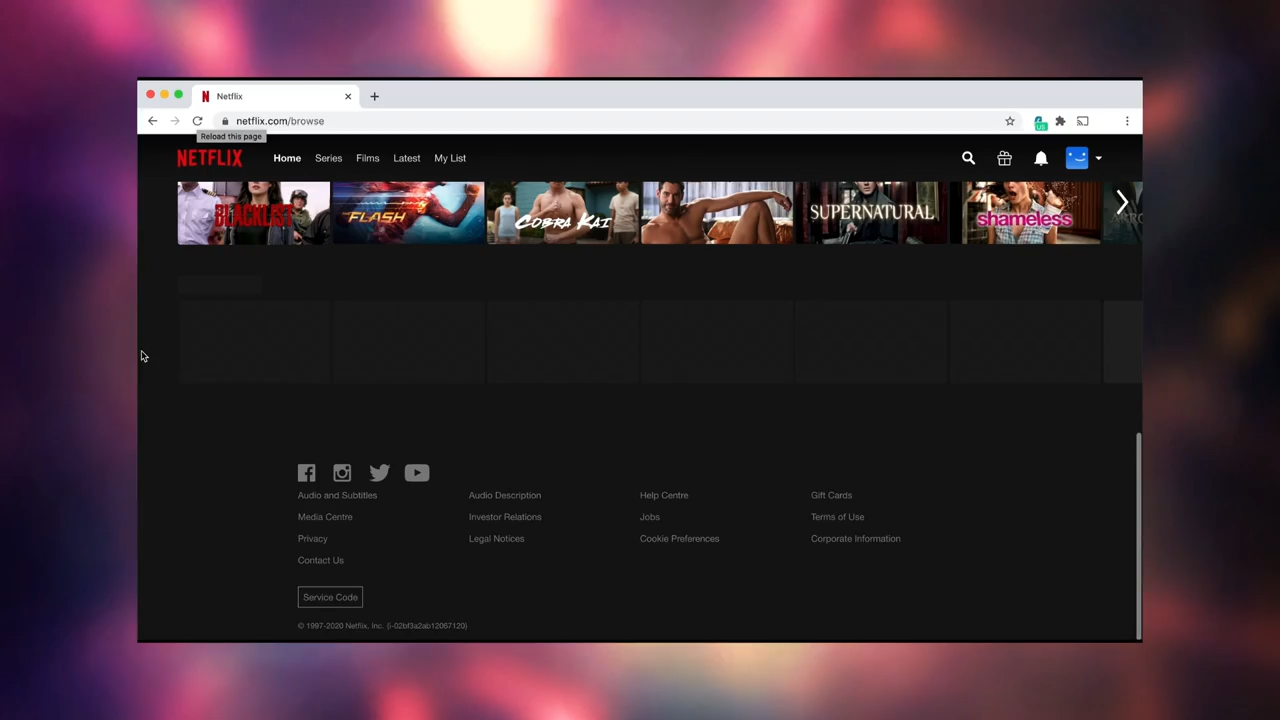 Netflix
netflix.com/browse
US
Reload this page
NETFLIX Home Series Films Latest My List
BLACKLIST FLASH COBRA KAI SUPERNATURAL shameless
Audio and Subtitles Audio Description Help Centre Gift Cards
Media Centre Investor Relations Jobs Terms of Use
Privacy Legal Notices Cookie Preferences Corporate Information
Contact Us
Service Code
© 1997-2020 Netflix, Inc. {i-02bf3a2ab12067120}